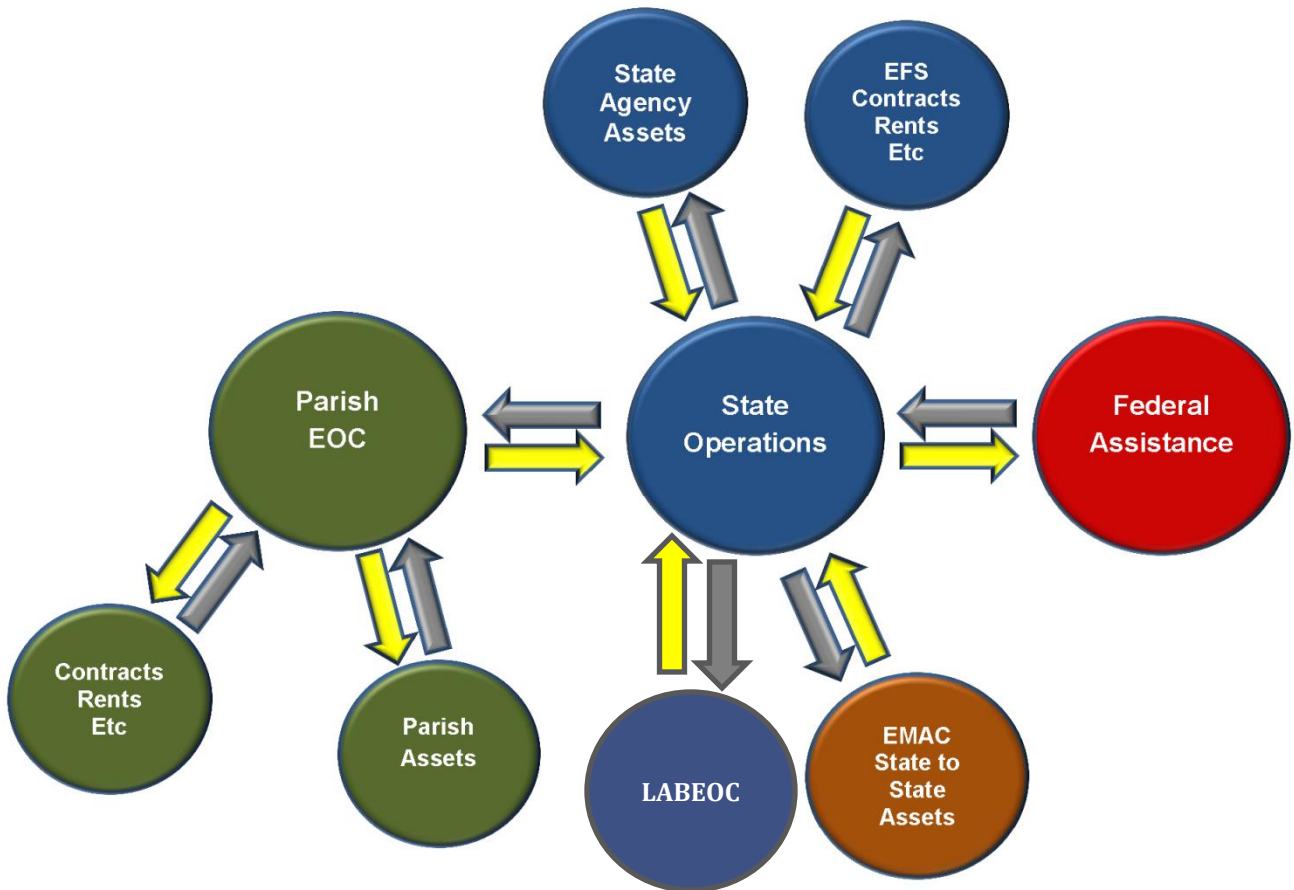 State
Agency
Assets
EFS
Contracts
Rents
Etc
Parish
EOC
State
Operations
Federal
Assistance
Contracts
Rents
Etc
Parish
Assets
LABEOC
EMAC
State to
State
Assets